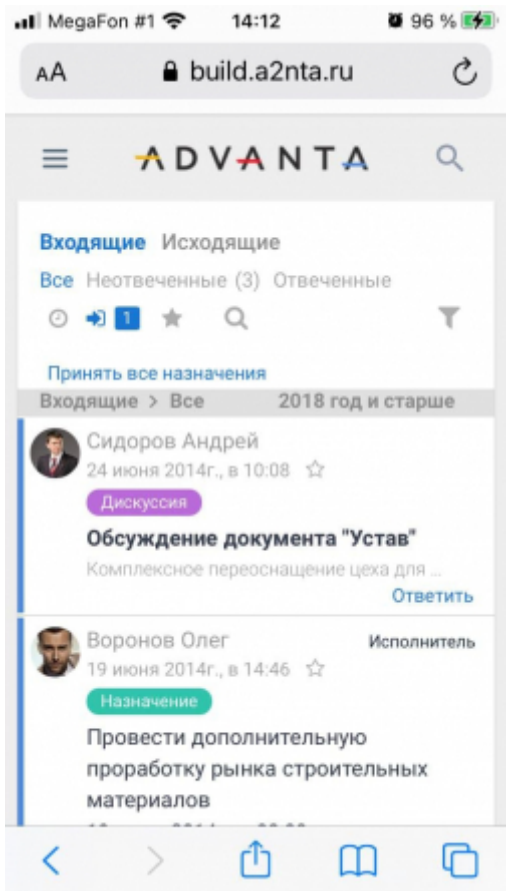 MegaFon #1 14:12 96 %
AA build.a2nta.ru
ADVANTA
Входящие Исходящие
Все Неотвеченные (3) Отвеченные
1
Принять все назначения
Входящие > Все 2018 год и старше
Сидоров Андрей
24 июня 2014г., в 10:08
Дискуссия
Обсуждение документа "Устав"
Комплексное переоснащение цеха для ...
Ответить
Воронов Олег Исполнитель
19 июня 2014г., в 14:46
Назначение
Провести дополнительную
проработку рынка строительных
материалов